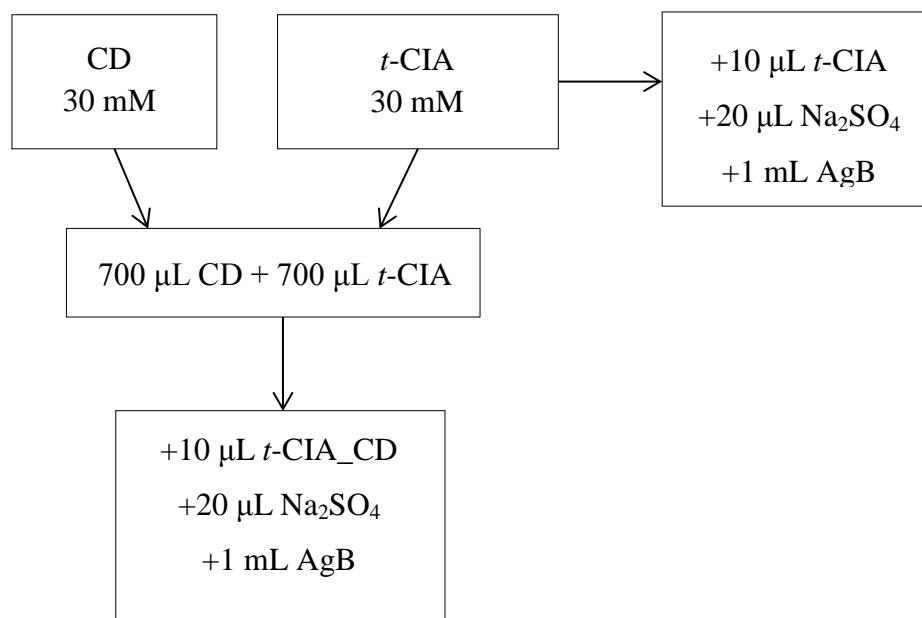 CD
30 mM
t-CIA
30 mM
+10 μL t-CIA
+20 μL Na₂SO₄
+1 mL AgB
700 μL CD + 700 μL t-CIA
+10 μL t-CIA_CD
+20 μL Na₂SO₄
+1 mL AgB